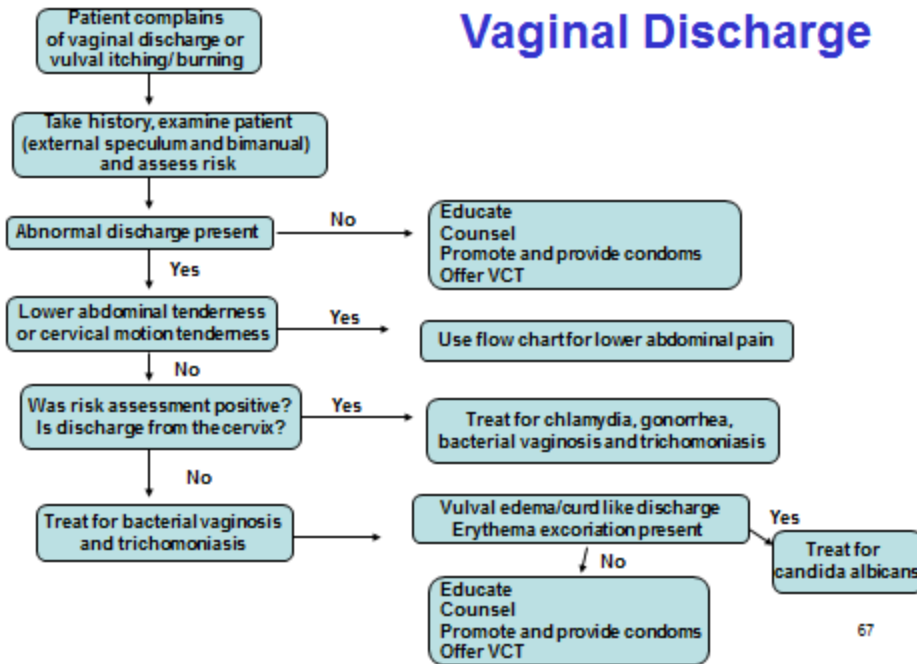 Vaginal Discharge
Patient complains
of vaginal discharge or
vulval itching/burning
Take history, examine patient
(external speculum and bimanual)
and assess risk
Abnormal discharge present
No
Educate
Counsel
Promote and provide condoms
Offer VCT
Yes
Lower abdominal tenderness
or cervical motion tenderness
Yes
Use flow chart for lower abdominal pain
No
Was risk assessment positive?
Is discharge from the cervix?
Yes
Treat for chlamydia, gonorrhea,
bacterial vaginosis and trichomoniasis
No
Treat for bacterial vaginosis
and trichomoniasis
Vulval edema/curd like discharge
Erythema excoriation present
Yes
Treat for
candida albicans
No
Educate
Counsel
Promote and provide condoms
Offer VCT
67